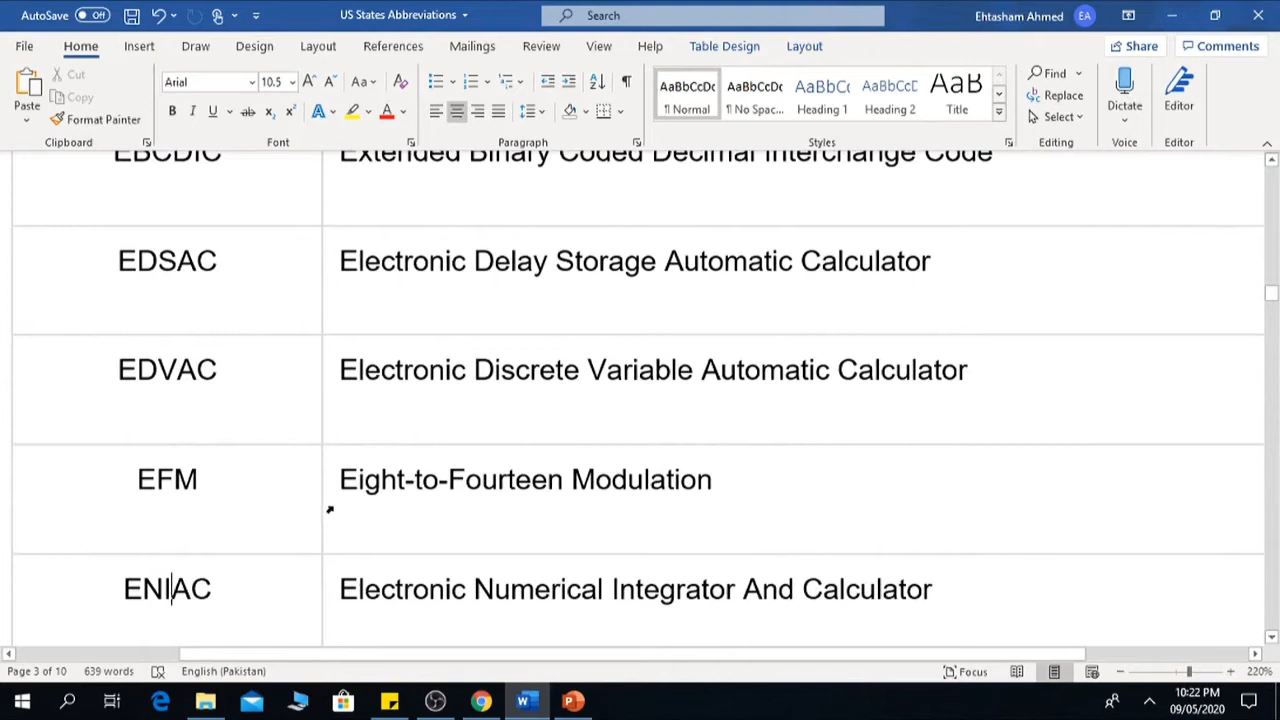 AutoSave Off US States Abbreviations Search Ehtasham Ahmed EA
File Home Insert Draw Design Layout References Mailings Review View Help Table Design Layout Share Comments
Paste Cut Copy Format Painter
Arial 10.5 Aa
B I U ab x₂ x² A A
AaBbCcDc AaBbCcDc AaBbCc AaBbCcD AaB
¶ Normal ¶ No Spac... Heading 1 Heading 2 Title
Find Replace Select Dictate Editor
Clipboard Font Paragraph Styles Editing Voice Editor
EBCDIC Extended Binary Coded Decimal Interchange Code
EDSAC Electronic Delay Storage Automatic Calculator
EDVAC Electronic Discrete Variable Automatic Calculator
EFM Eight-to-Fourteen Modulation
ENIAC Electronic Numerical Integrator And Calculator
Page 3 of 10 639 words English (Pakistan) Focus 220%
10:22 PM
09/05/2020